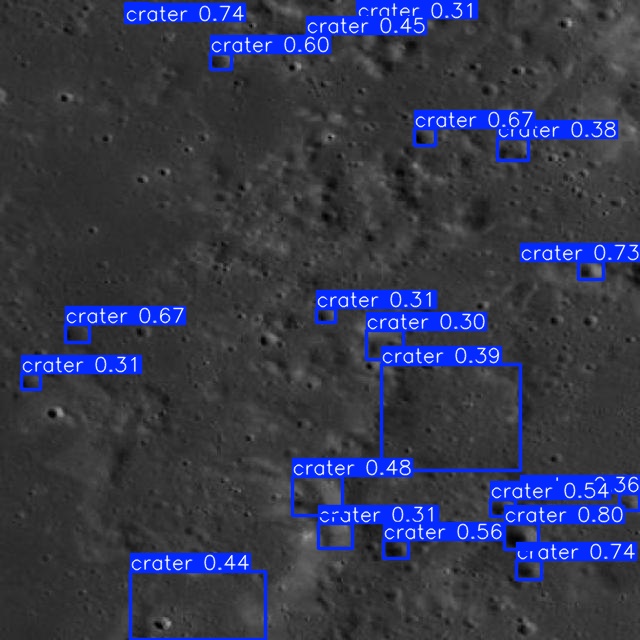 crater 0.31
crater 0.74
crater 0.45
crater 0.60
crater 0.67
crater 0.38
crater 0.73
crater 0.31
crater 0.67
crater 0.30
crater 0.39
crater 0.31
crater 0.48
crater 0.54
0.36
crater 0.31
crater 0.80
crater 0.56
crater 0.74
crater 0.44